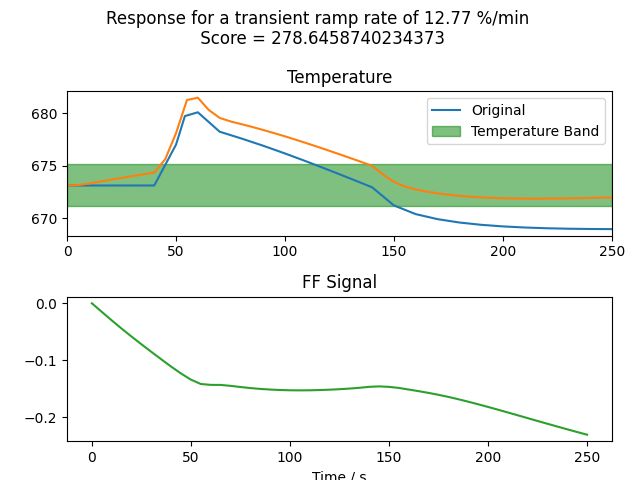 Response for a transient ramp rate of 12.77 %/min
Score = 278.6458740234373
Temperature
680
675
670
Original
Temperature Band
0 50 100 150 200 250
FF Signal
0.0
−0.1
−0.2
0 50 100 150 200 250
Time / s